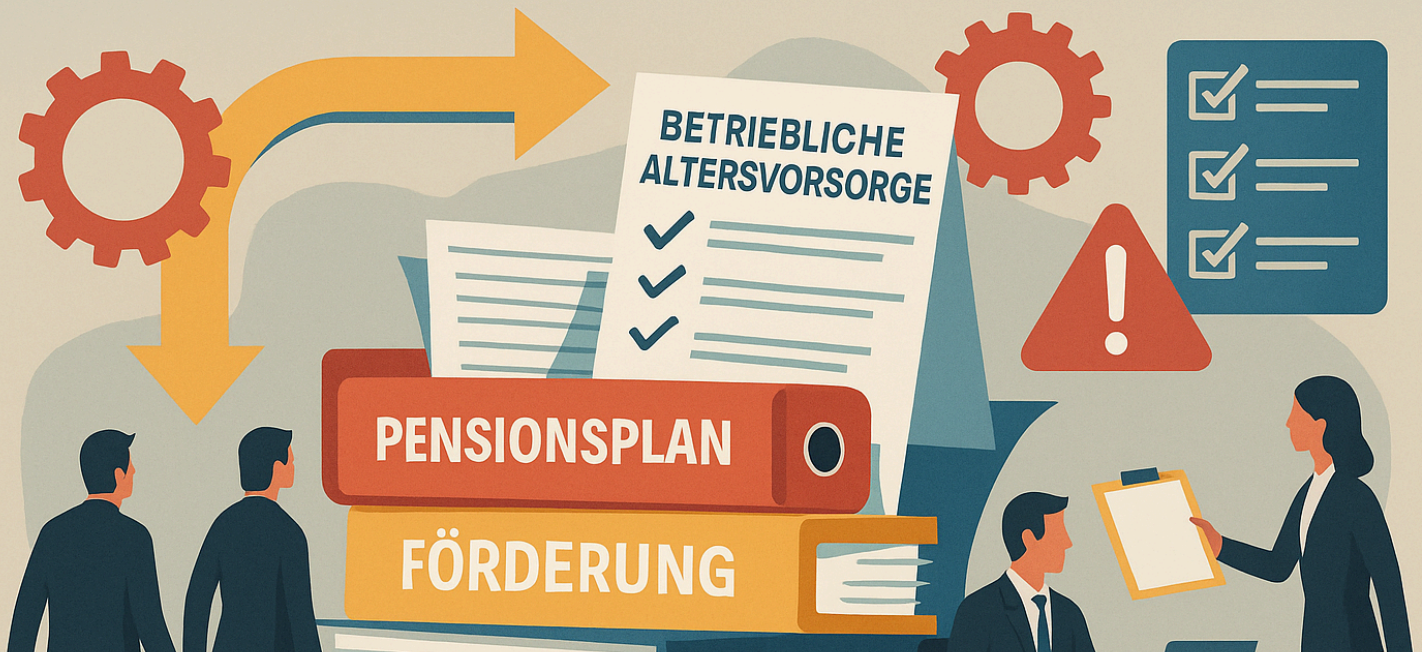 BETRIEBLICHE
ALTERSVORSORGE
PENSIONSPLAN
FÖRDERUNG